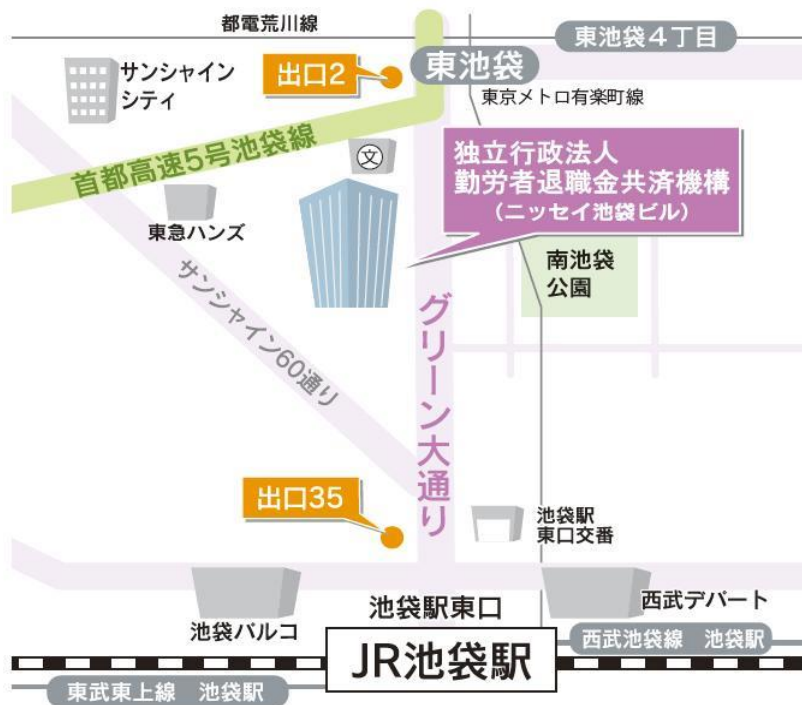 都電荒川線
東池袋4丁目
サンシャイン
シティ
出口2
東池袋
東京メトロ有楽町線
首都高速5号池袋線
文
独立行政法人
勤労者退職金共済機構
(ニッセイ池袋ビル)
東急ハンズ
南池袋
公園
サンシャイン60通り
グリーン大通り
出口35
池袋駅
東口交番
池袋パルコ
池袋駅東口
西武デパート
JR池袋駅
西武池袋線 池袋駅
東武東上線 池袋駅